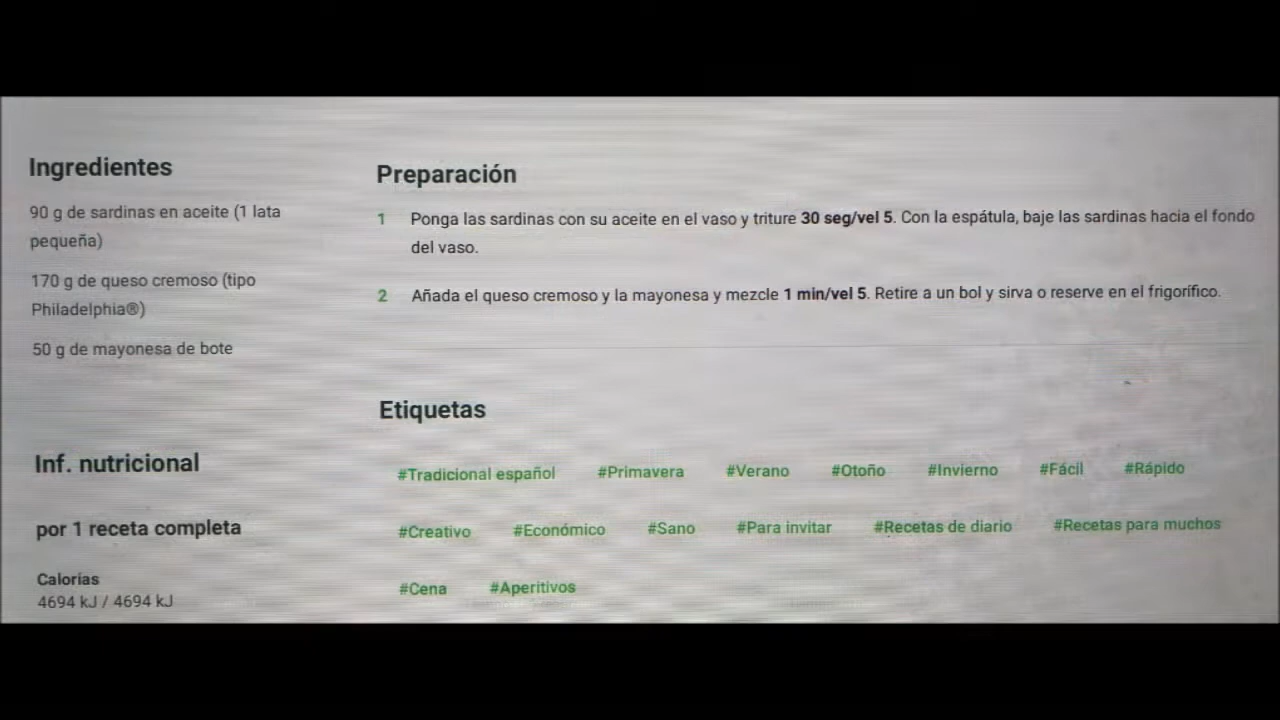 Ingredientes
90 g de sardinas en aceite (1 lata
pequeña)
170 g de queso cremoso (tipo
Philadelphia®)
50 g de mayonesa de bote
Inf. nutricional
por 1 receta completa
Calorías
4694 kJ / 4694 kJ
Preparación
1 Ponga las sardinas con su aceite en el vaso y triture 30 seg/vel 5. Con la espátula, baje las sardinas hacia el fondo
del vaso.
2 Añada el queso cremoso y la mayonesa y mezcle 1 min/vel 5. Retire a un bol y sirva o reserve en el frigorífico.
Etiquetas
#Tradicional español #Primavera #Verano #Otoño #Invierno #Fácil #Rápido
#Creativo #Económico #Sano #Para invitar #Recetas de diario #Recetas para muchos
#Cena #Aperitivos